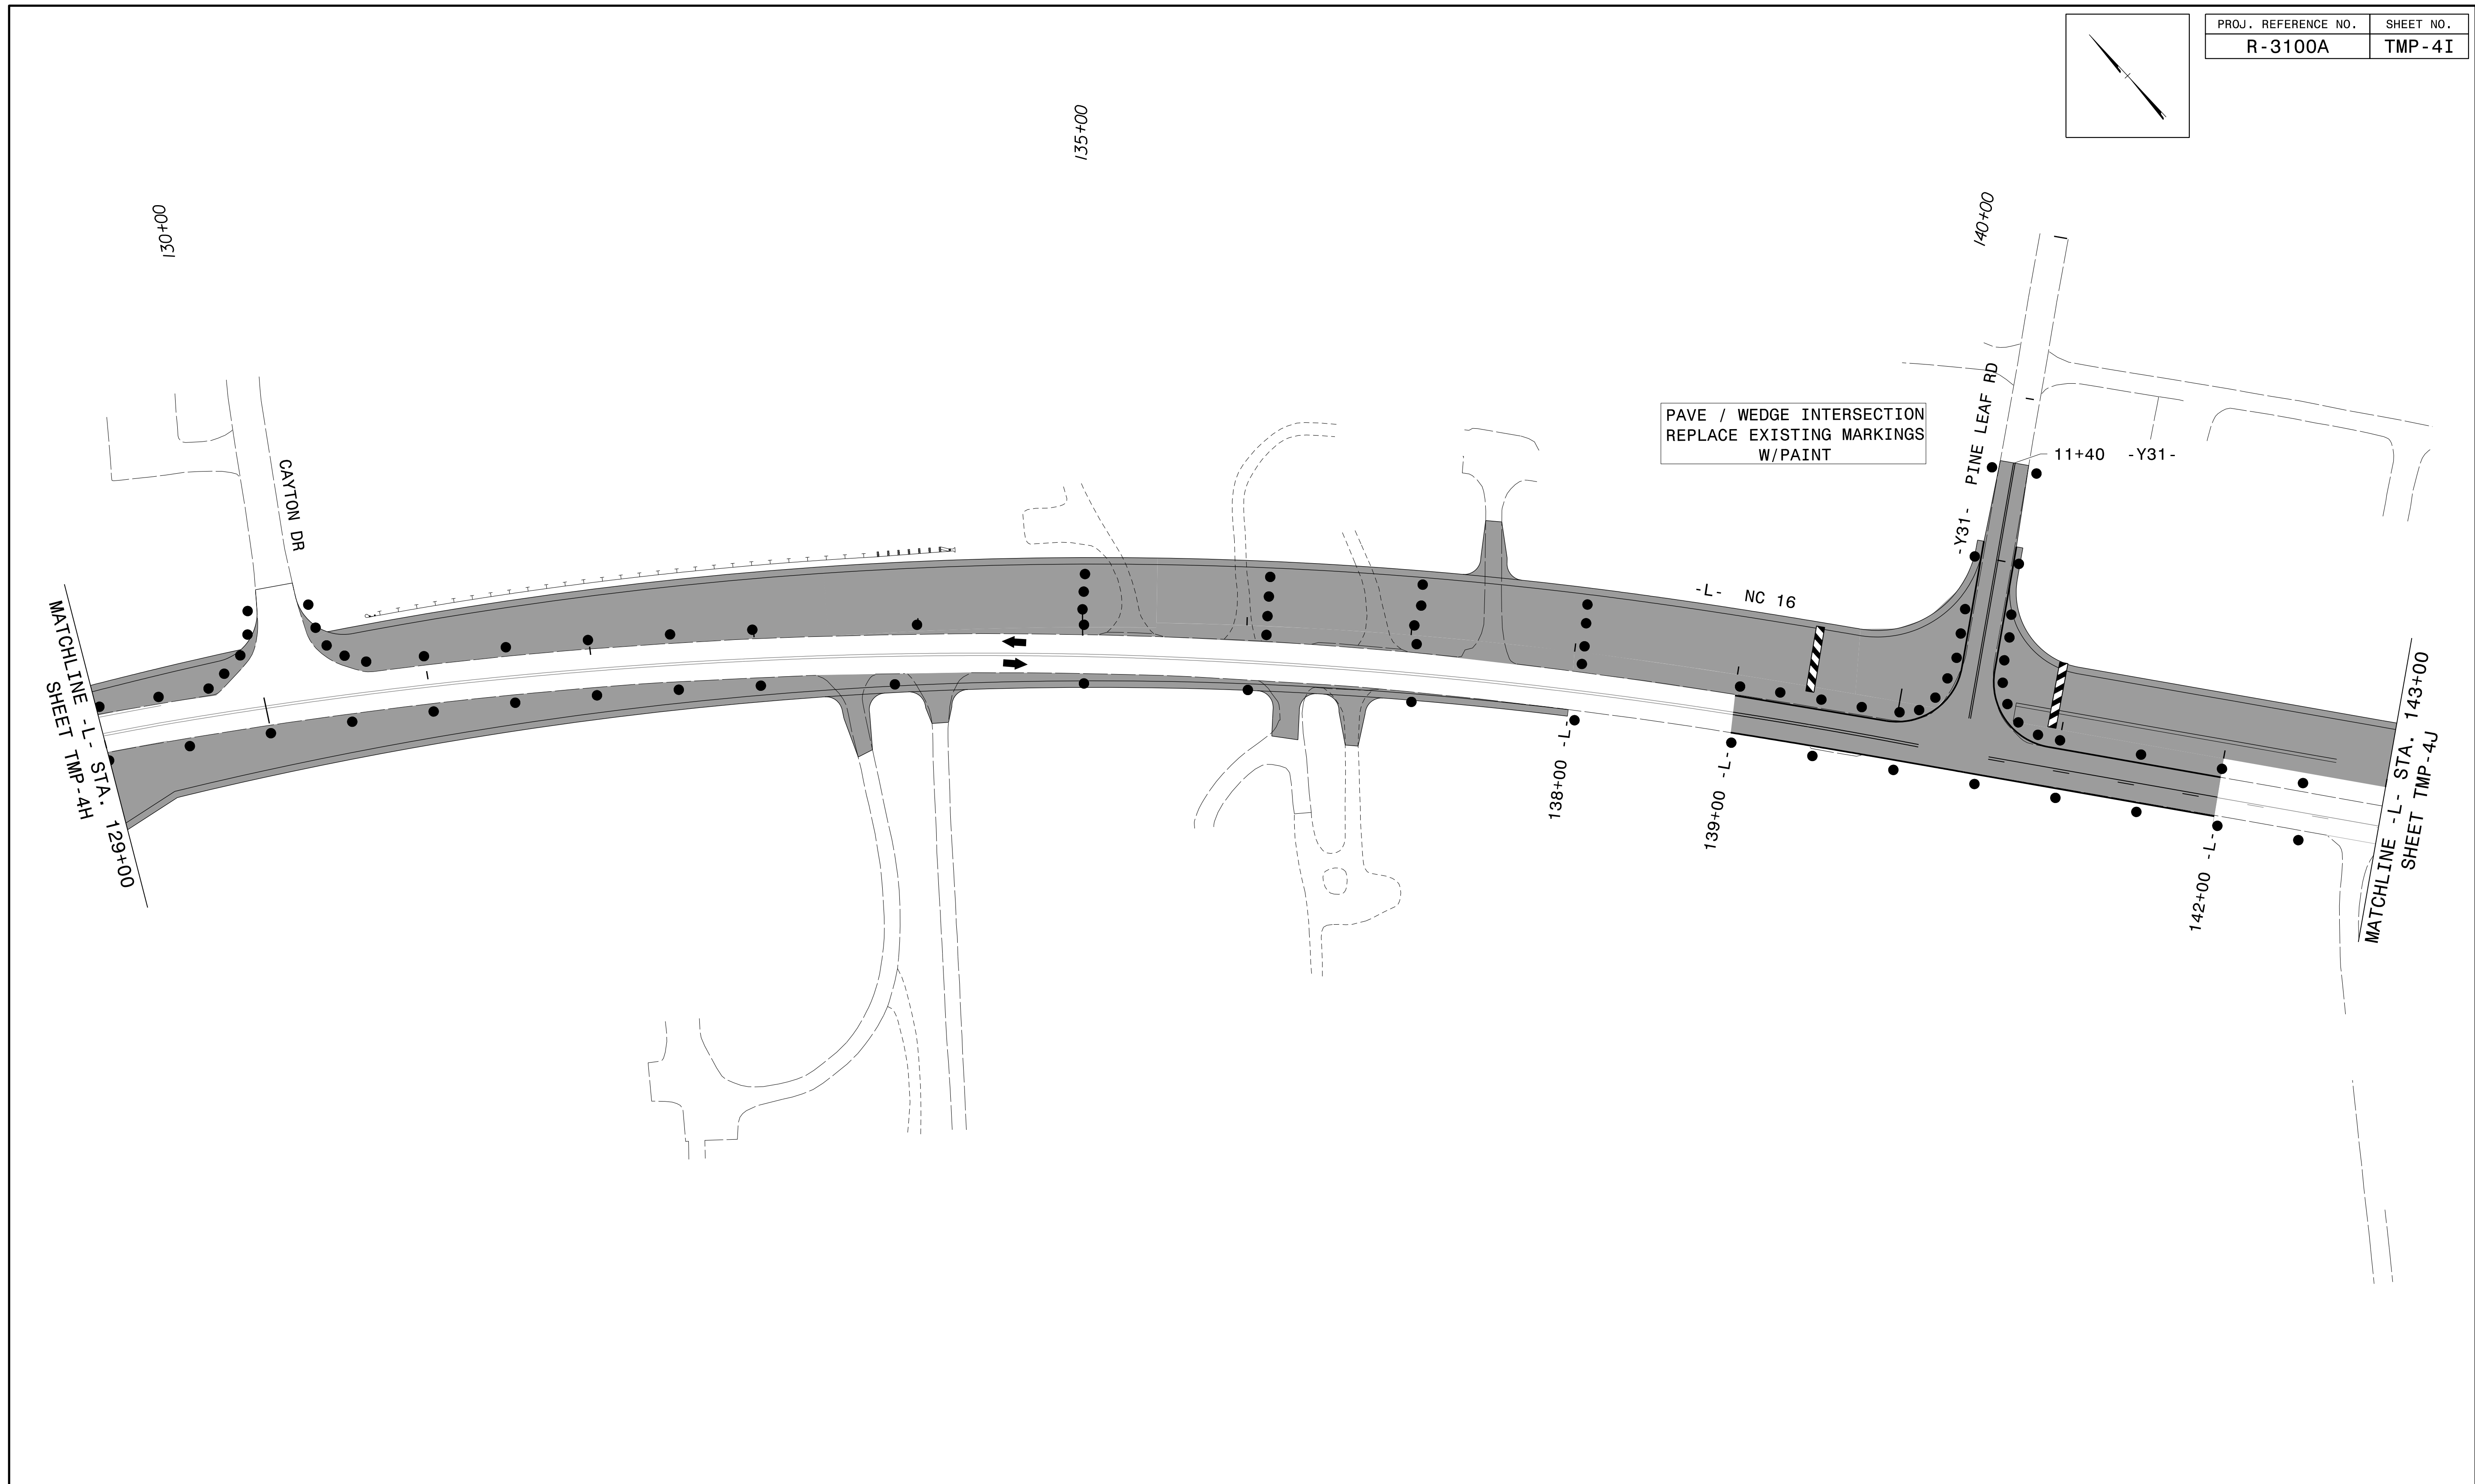 PROJ. REFERENCE NO.
SHEET NO.
R-3100A
TMP-4I
130+00
135+00
140+00
CAYTON DR
PAVE / WEDGE INTERSECTION
REPLACE EXISTING MARKINGS
W/PAINT
-Y31- PINE LEAF RD
11+40 -Y31-
-L- NC 16
MATCHLINE -L- STA. 129+00
SHEET TMP-4H
138+00 -L-
139+00 -L-
142+00 -L-
MATCHLINE -L- STA. 143+00
SHEET TMP-4J